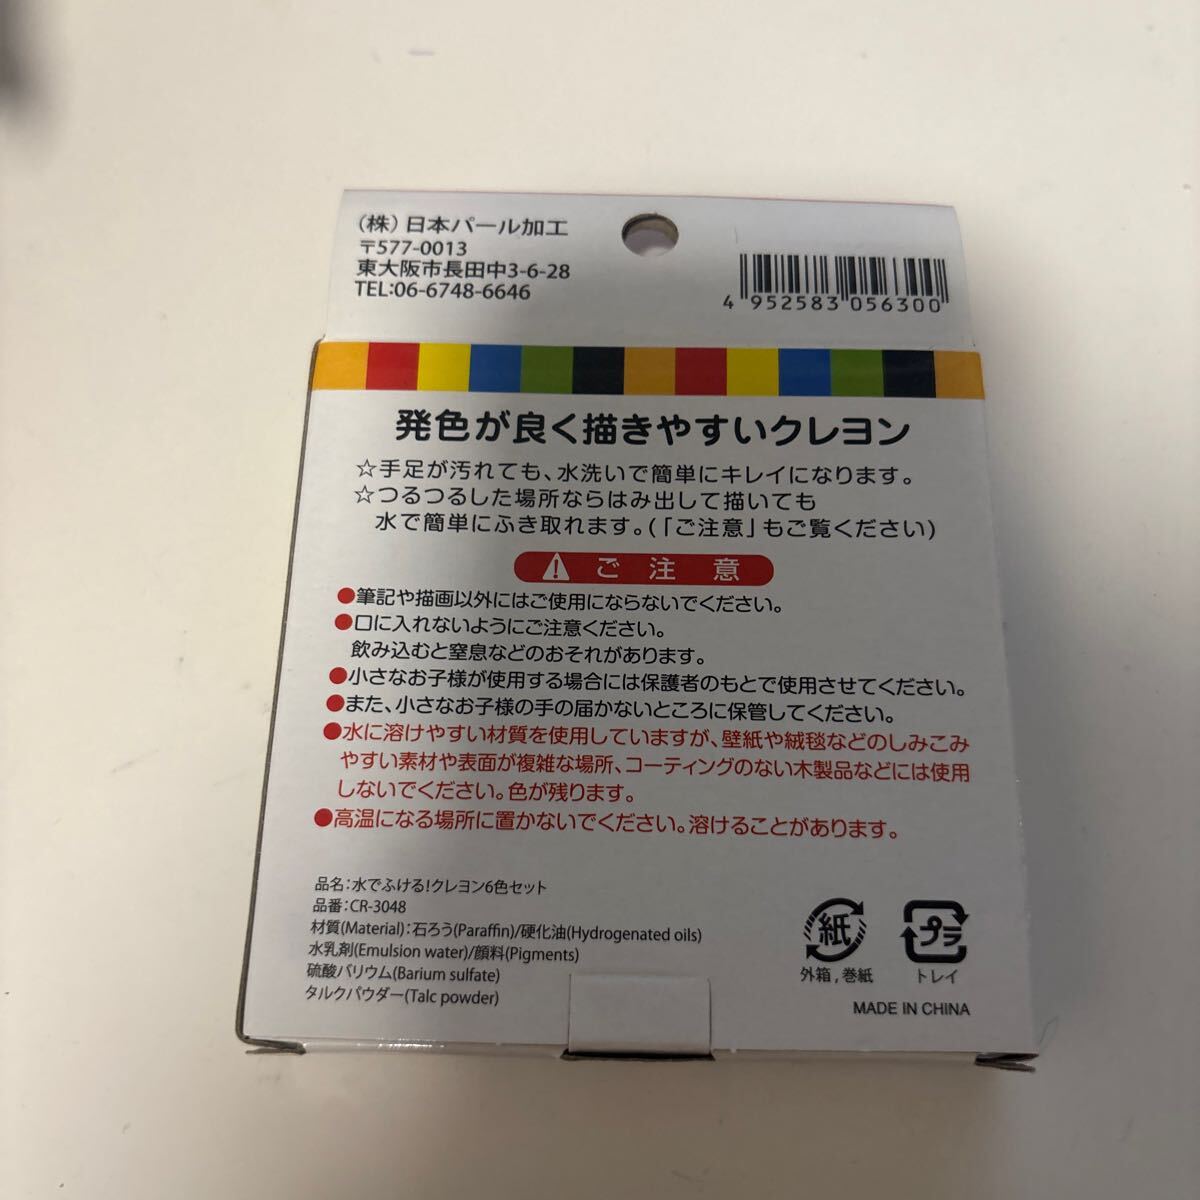 (株)日本パール加工
〒577-0013
東大阪市長田中3-6-28
TEL:06-6748-6646
4 952583 056300
発色が良く描きやすいクレヨン
☆手足が汚れても、水洗いで簡単にキレイになります。
☆つるつるした場所ならはみ出して描いても
水で簡単にふき取れます。(「ご注意」もご覧ください)
ご注意
●筆記や描画以外にはご使用にならないでください。
●口に入れないようにご注意ください。
飲み込むと窒息などのおそれがあります。
●小さなお子様が使用する場合には保護者のもとで使用させてください。
●また、小さなお子様の手の届かないところに保管してください。
●水に溶けやすい材質を使用していますが、壁紙や絨毯などのしみこみ
やすい素材や表面が複雑な場所、コーティングのない木製品などには使用
しないでください。色が残ります。
●高温になる場所に置かないでください。溶けることがあります。
品名:水でふける!クレヨン6色セット
品番:CR-3048
材質(Material):石ろう(Paraffin)/硬化油(Hydrogenated oils)
水乳剤(Emulsion water)/顔料(Pigments)
硫酸バリウム(Barium sulfate)
タルクパウダー(Talc powder)
紙
外箱,巻紙
プラ
トレイ
MADE IN CHINA